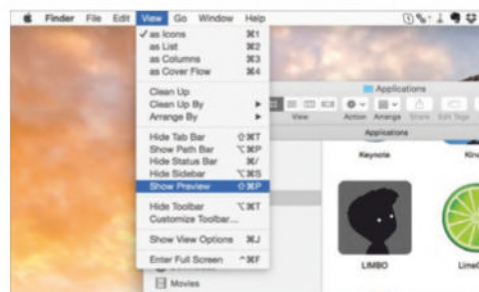 Finder File Edit View Go Window Help
✓ as Icons ⌘1
as List ⌘2
as Columns ⌘3
as Cover Flow ⌘4
Clean Up
Clean Up By ▶
Arrange By ▶
Hide Tab Bar ⇧⌘T
Show Path Bar ⌥⌘P
Hide Status Bar ⌘/
Hide Sidebar ⌥⌘S
Show Preview ⇧⌘P
Hide Toolbar ⌥⌘T
Customize Toolbar...
Show View Options ⌘J
Enter Full Screen ^⌘F
Applications
View Action Arrange Share Edit Tags
Applications
Keynote
LIMBO
Movies